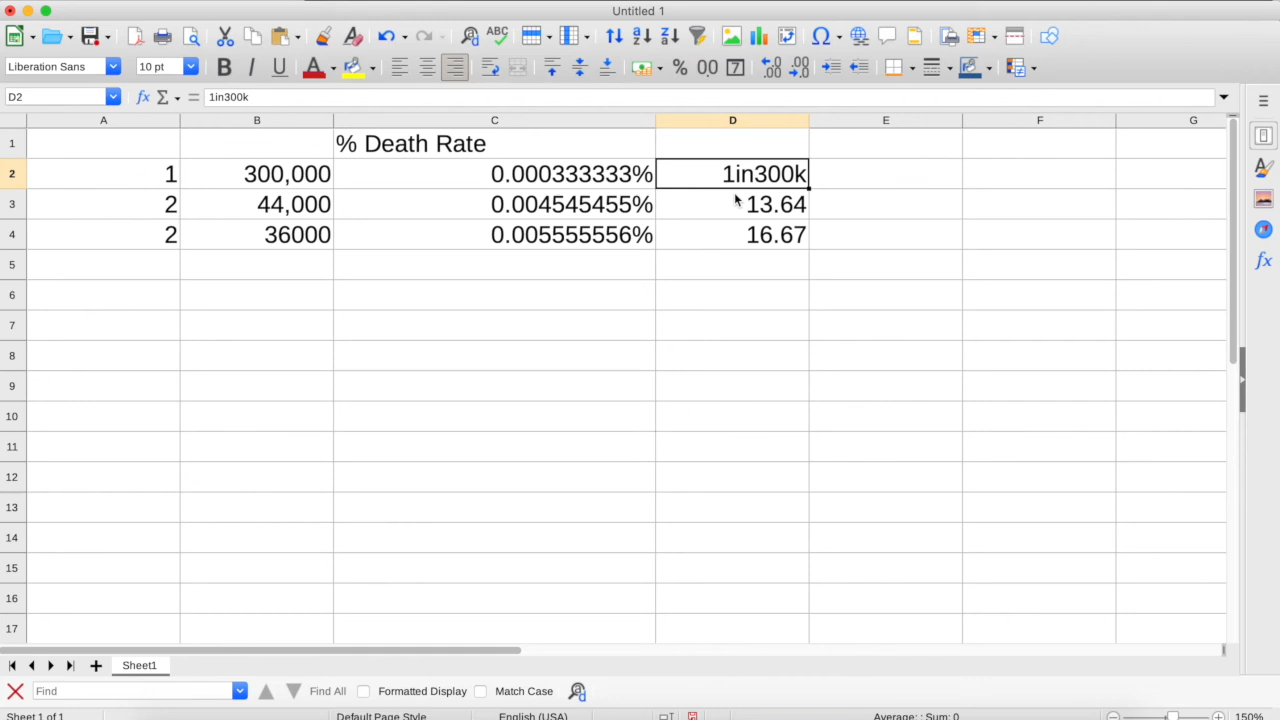 Untitled 1
Liberation Sans 10 pt
D2 1in300k
A B C D E F G
1 % Death Rate
2 1 300,000 0.000333333% 1in300k
3 2 44,000 0.004545455% 13.64
4 2 36000 0.005555556% 16.67
5
6
7
8
9
10
11
12
13
14
15
16
17
Sheet1
Find Find All Formatted Display Match Case
Sheet 1 of 1 Default Page Style English (USA) Average: ; Sum: 0 150%